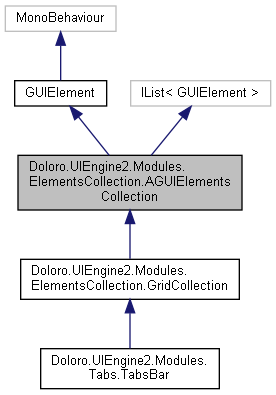 MonoBehaviour
GUIElement
IList< GUIElement >
Doloro.UIEngine2.Modules.
ElementsCollection.AGUIElements
Collection
Doloro.UIEngine2.Modules.
ElementsCollection.GridCollection
Doloro.UIEngine2.Modules.
Tabs.TabsBar